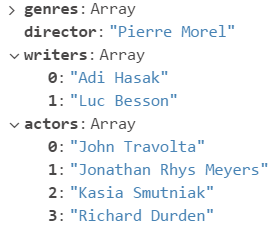 genres: Array
director: "Pierre Morel"
writers: Array
0: "Adi Hasak"
1: "Luc Besson"
actors: Array
0: "John Travolta"
1: "Jonathan Rhys Meyers"
2: "Kasia Smutniak"
3: "Richard Durden"